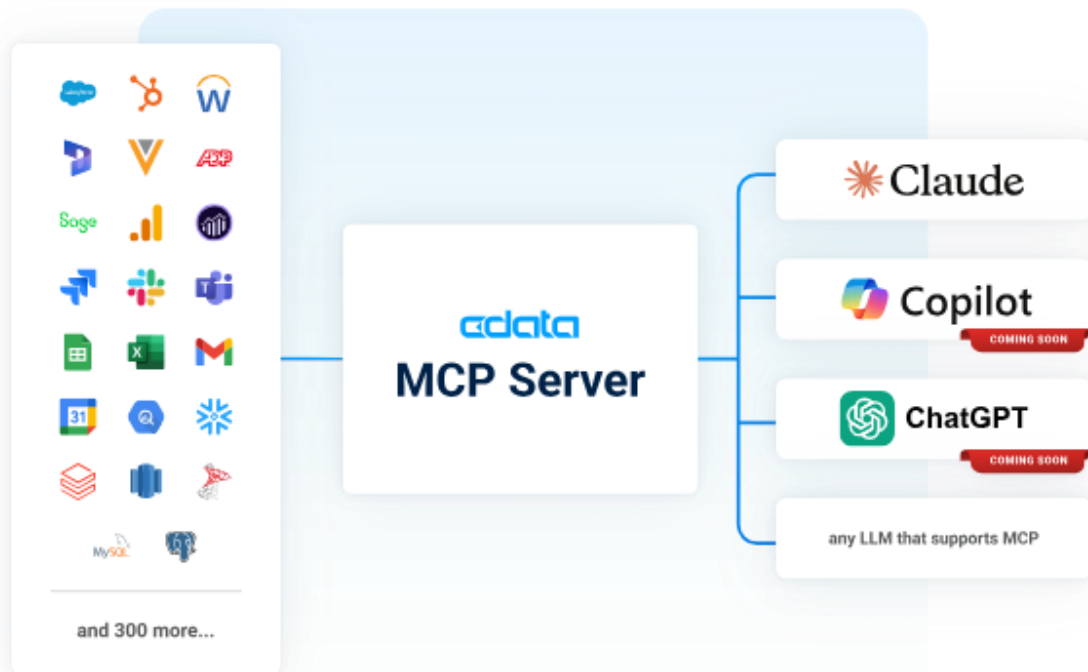 salesforce
W
ADP
Sage
T
X
31
MySQL
and 300 more...
cdata
MCP Server
Claude
Copilot
COMING SOON
ChatGPT
COMING SOON
any LLM that supports MCP